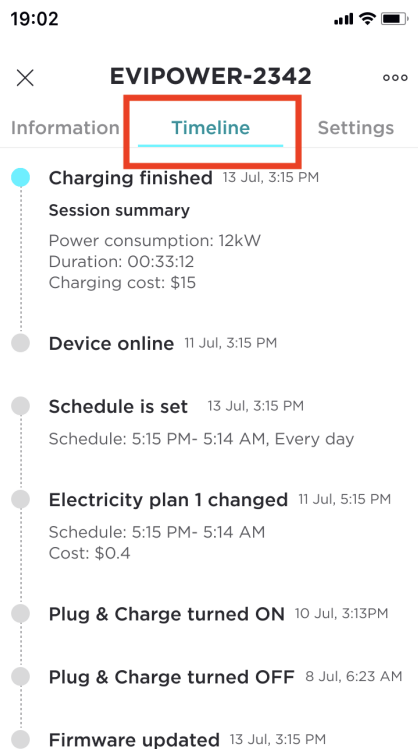 19:02
EVIPOWER-2342
Information Timeline Settings
Charging finished 13 Jul, 3:15 PM
Session summary
Power consumption: 12kW
Duration: 00:33:12
Charging cost: $15
Device online 11 Jul, 3:15 PM
Schedule is set 13 Jul, 3:15 PM
Schedule: 5:15 PM- 5:14 AM, Every day
Electricity plan 1 changed 11 Jul, 5:15 PM
Schedule: 5:15 PM- 5:14 AM
Cost: $0.4
Plug & Charge turned ON 10 Jul, 3:13PM
Plug & Charge turned OFF 8 Jul, 6:23 AM
Firmware updated 13 Jul, 3:15 PM